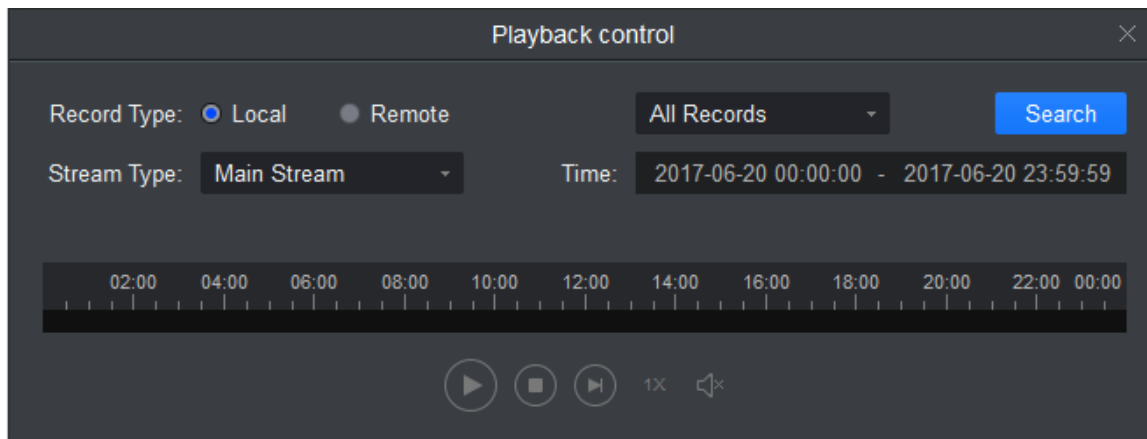 Playback control
Record Type: Local Remote All Records Search
Stream Type: Main Stream Time: 2017-06-20 00:00:00 - 2017-06-20 23:59:59
02:00 04:00 06:00 08:00 10:00 12:00 14:00 16:00 18:00 20:00 22:00 00:00
1X